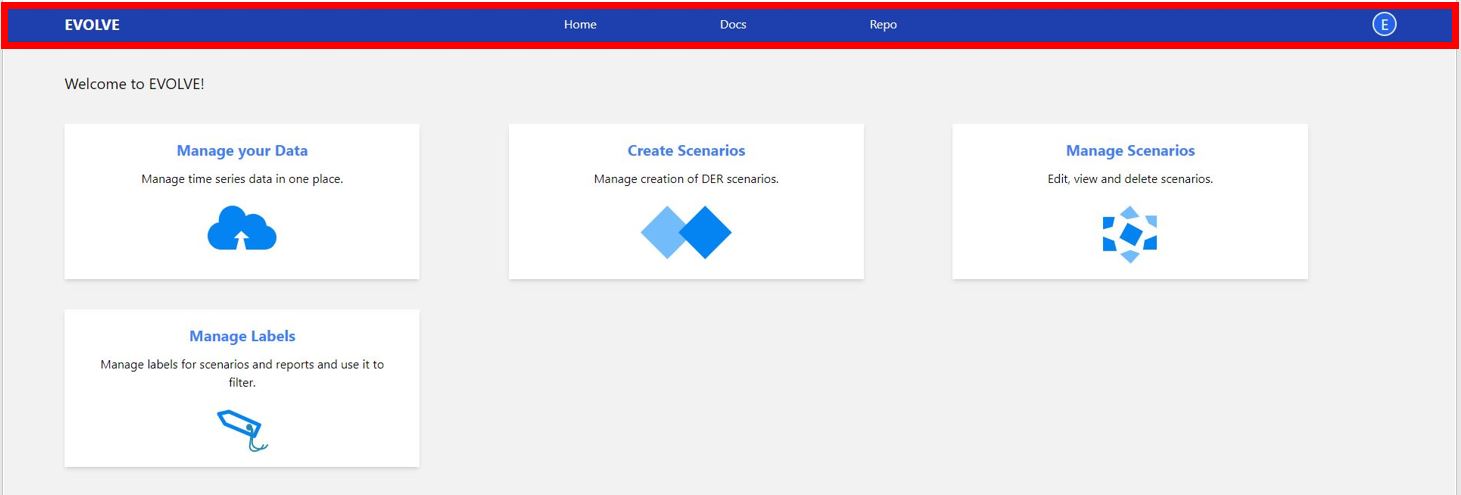 EVOLVE
Home
Docs
Repo
E
Welcome to EVOLVE!
Manage your Data
Manage time series data in one place.
Create Scenarios
Manage creation of DER scenarios.
Manage Scenarios
Edit, view and delete scenarios.
Manage Labels
Manage labels for scenarios and reports and use it to
filter.